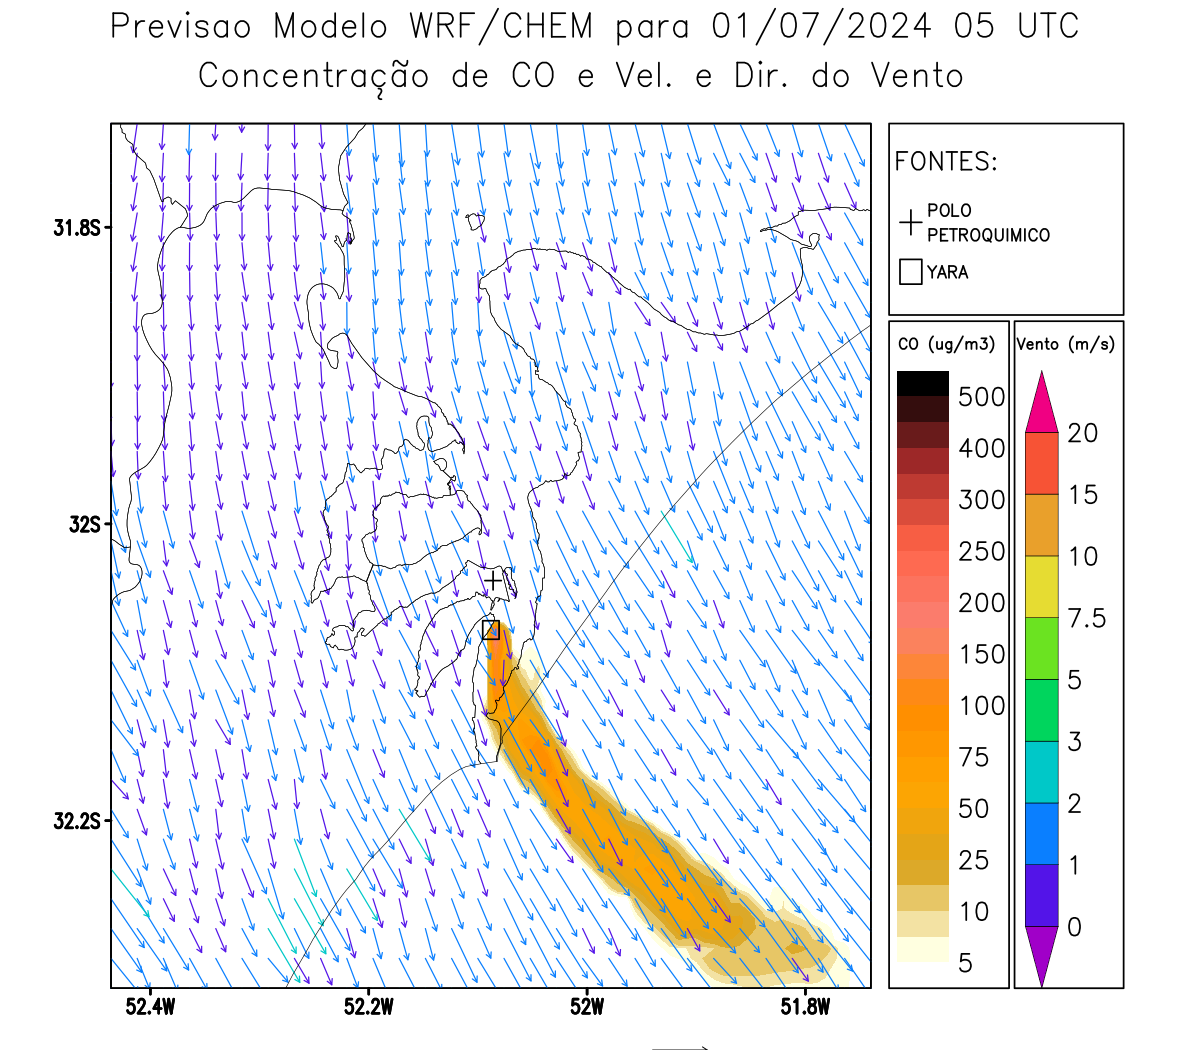 Previsao Modelo WRF/CHEM para 01/07/2024 05 UTC
Concentração de CO e Vel. e Dir. do Vento
FONTES:
POLO
PETROQUIMICO
YARA
CO (ug/m3)
500
400
300
250
200
150
100
75
50
25
10
5
Vento (m/s)
20
15
10
7.5
5
3
2
1
0
31.8S
32S
32.2S
52.4W
52.2W
52W
51.8W